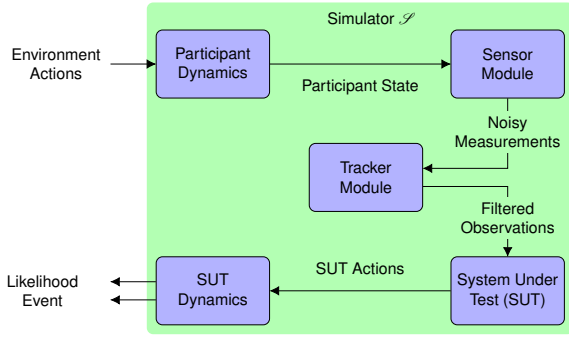 Simulator 𝒮
Environment
Actions
Participant
Dynamics
Participant State
Sensor
Module
Noisy
Measurements
Tracker
Module
Filtered
Observations
Likelihood
Event
SUT
Dynamics
SUT Actions
System Under
Test (SUT)